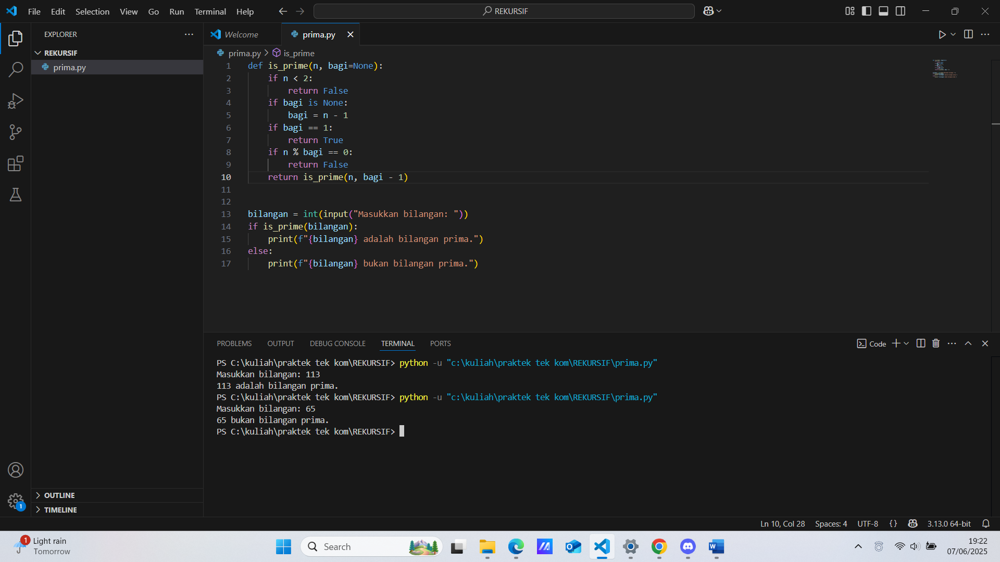 File Edit Selection View Go Run Terminal Help
REKURSIF
EXPLORER
REKURSIF
prima.py
Welcome
prima.py
prima.py > is_prime
1 def is_prime(n, bagi=None):
2     if n < 2:
3         return False
4     if bagi is None:
5         bagi = n - 1
6     if bagi == 1:
7         return True
8     if n % bagi == 0:
9         return False
10     return is_prime(n, bagi - 1)
11
12
13 bilangan = int(input("Masukkan bilangan: "))
14 if is_prime(bilangan):
15     print(f"{bilangan} adalah bilangan prima.")
16 else:
17     print(f"{bilangan} bukan bilangan prima.")
PROBLEMS OUTPUT DEBUG CONSOLE TERMINAL PORTS
Code
PS C:\kuliah\praktek tek kom\REKURSIF> python -u "c:\kuliah\praktek tek kom\REKURSIF\prima.py"
Masukkan bilangan: 113
113 adalah bilangan prima.
PS C:\kuliah\praktek tek kom\REKURSIF> python -u "c:\kuliah\praktek tek kom\REKURSIF\prima.py"
Masukkan bilangan: 65
65 bukan bilangan prima.
PS C:\kuliah\praktek tek kom\REKURSIF>
OUTLINE
1
TIMELINE
Ln 10, Col 28 Spaces: 4 UTF-8 {} 3.13.0 64-bit
1
Light rain
Tomorrow
Search
19:22
07/06/2025